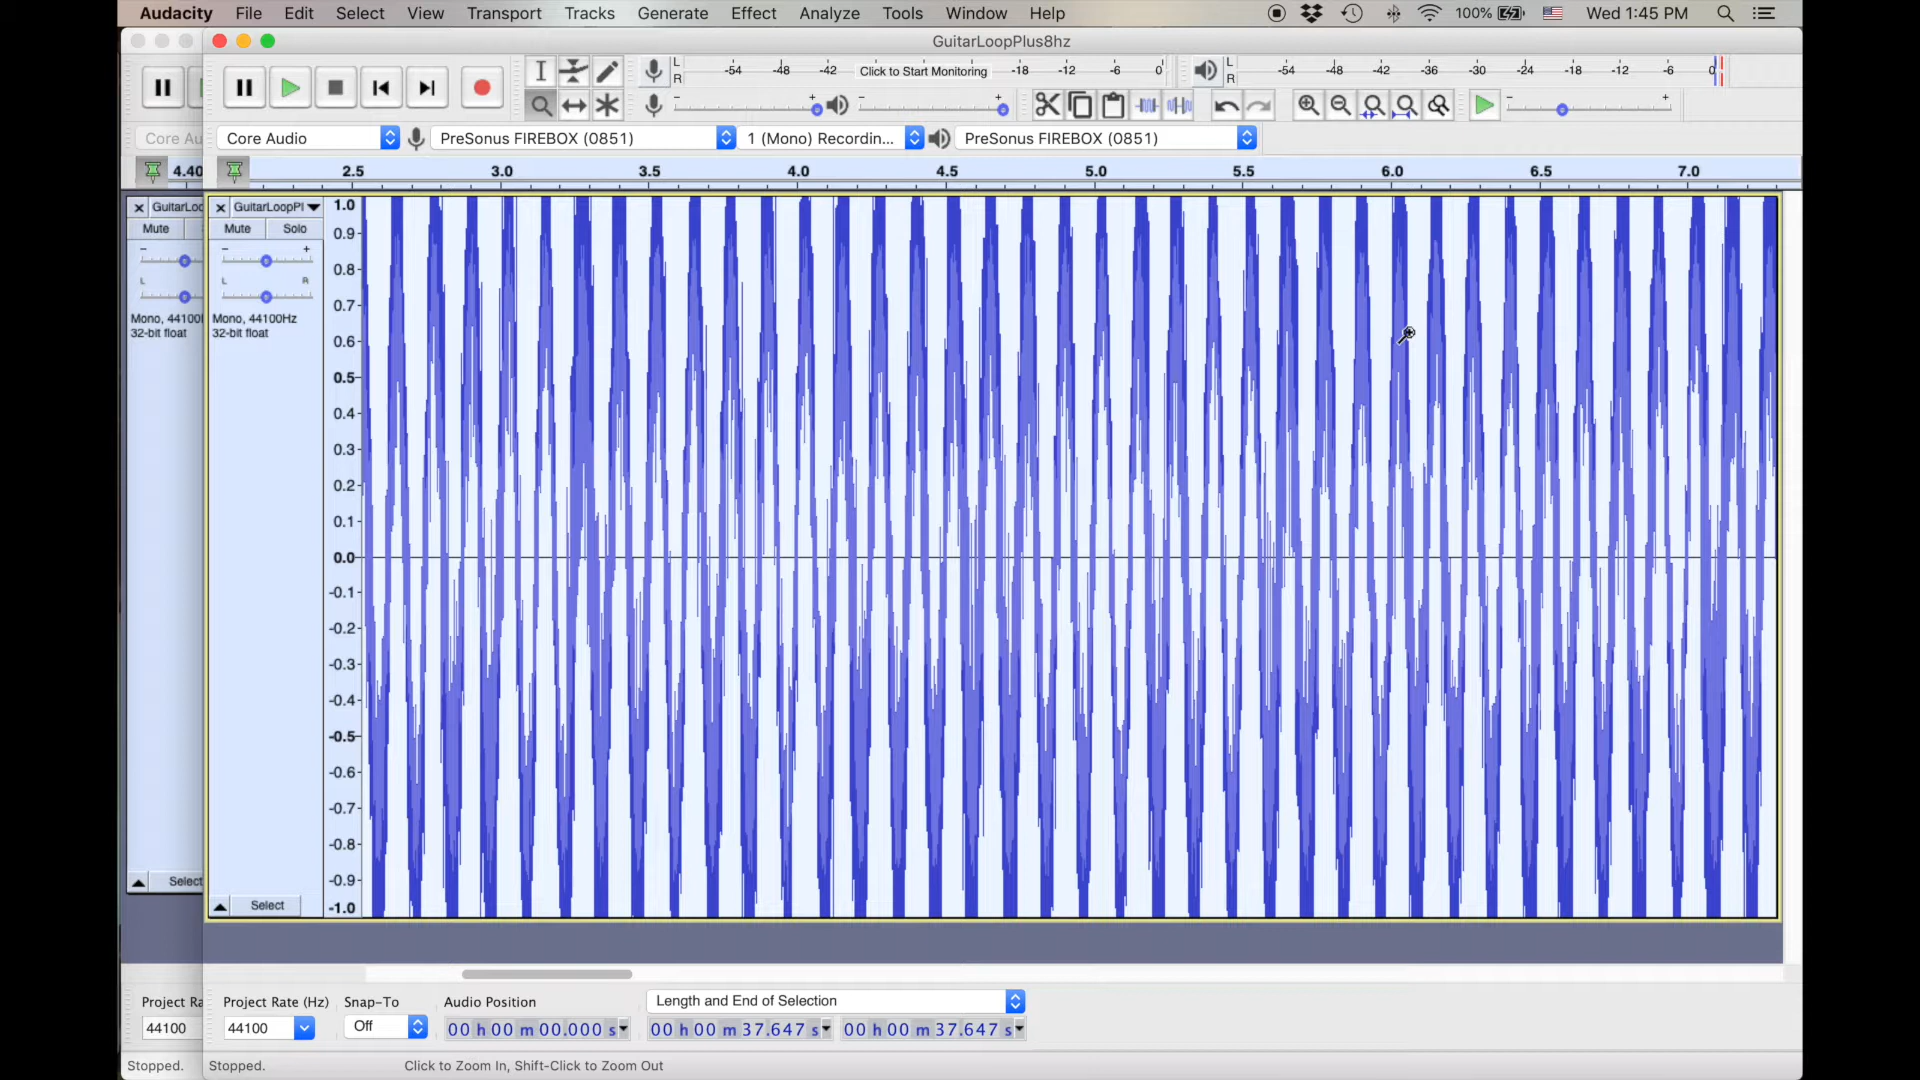 Audacity File Edit Select View Transport Tracks Generate Effect Analyze Tools Window Help 100% Wed 1:45 PM
GuitarLoopPlus8hz
L
R
-54 -48 -42 Click to Start Monitoring -18 -12 -6 0
L
R
-54 -48 -42 -36 -30 -24 -18 -12 -6 0
- + - + - +
Core Au
Core Audio PreSonus FIREBOX (0851) 1 (Mono) Recordin... PreSonus FIREBOX (0851)
4.40 2.5 3.0 3.5 4.0 4.5 5.0 5.5 6.0 6.5 7.0
× GuitarLoo
Mute
-
L
Mono, 44100
32-bit float
Select
× GuitarLoopPl
Mute Solo
- +
L R
Mono, 44100Hz
32-bit float
Select
1.0
0.9
0.8
0.7
0.6
0.5
0.4
0.3
0.2
0.1
0.0
-0.1
-0.2
-0.3
-0.4
-0.5
-0.6
-0.7
-0.8
-0.9
-1.0
Project Ra
44100
Project Rate (Hz) Snap-To Audio Position Length and End of Selection
44100 Off 00 h 00 m 00.000 s 00 h 00 m 37.647 s 00 h 00 m 37.647 s
Stopped. Stopped. Click to Zoom In, Shift-Click to Zoom Out